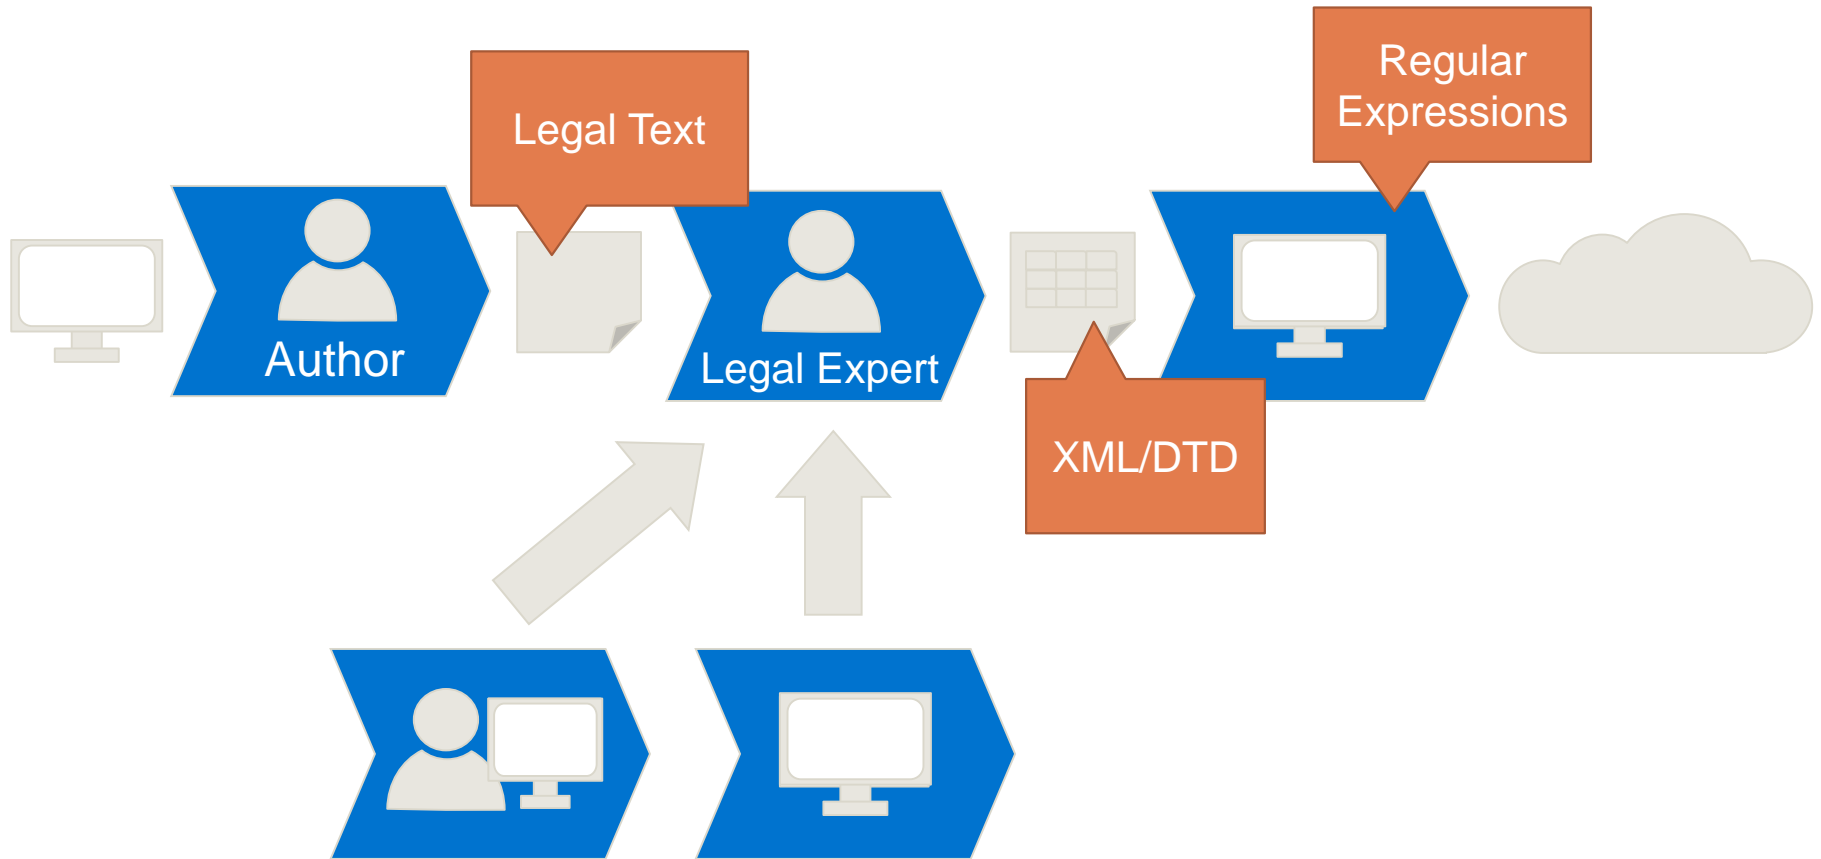 Regular
Expressions
Legal Text
Author
Legal Expert
XML/DTD